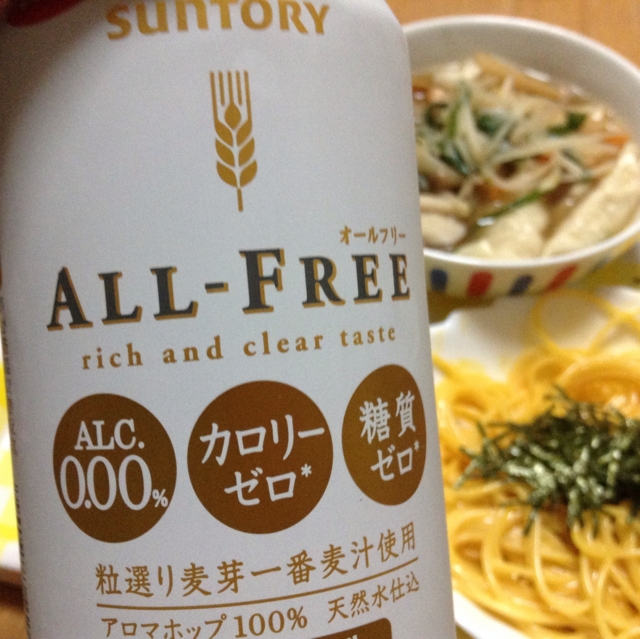 SUNTORY
オールフリー
ALL-FREE
rich and clear taste
ALC.
0.00%
カロリー
ゼロ*
糖質
ゼロ*
粒選り麦芽一番麦汁使用
アロマホップ100% 天然水仕込